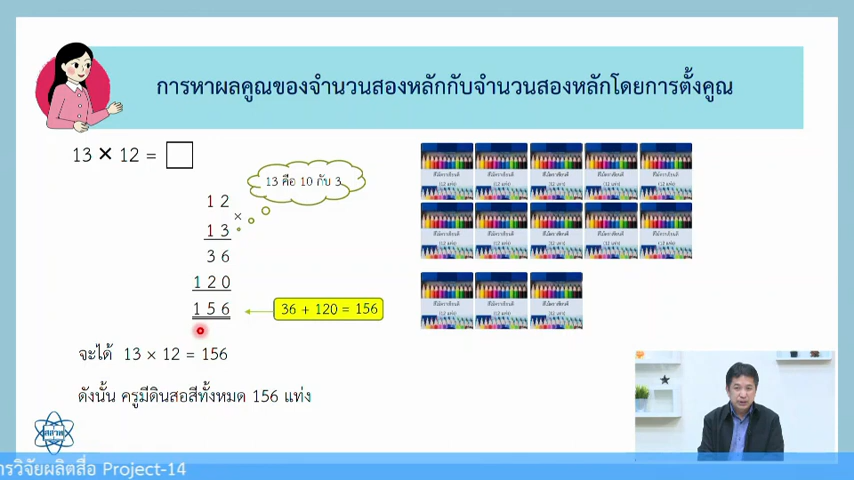 การหาผลคูณของจำนวนสองหลักกับจำนวนสองหลักโดยการตั้งคูณ
13 × 12 =
13 คือ 10 กับ 3
1 2
×
1 3
3 6
1 2 0
1 5 6
36 + 120 = 156
จะได้ 13 × 12 = 156
ดังนั้น ครูมีดินสอสีทั้งหมด 156 แท่ง
สสวท
ารวิจัยผลิตสื่อ Project-14